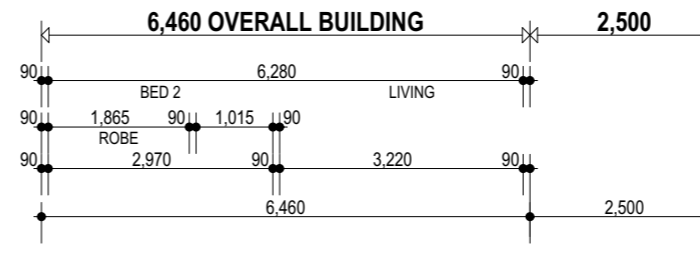 6,460 OVERALL BUILDING 2,500
90 6,280 90
BED 2 LIVING
90 1,865 90 1,015 90
ROBE
90 2,970 90 3,220 90
6,460 2,500